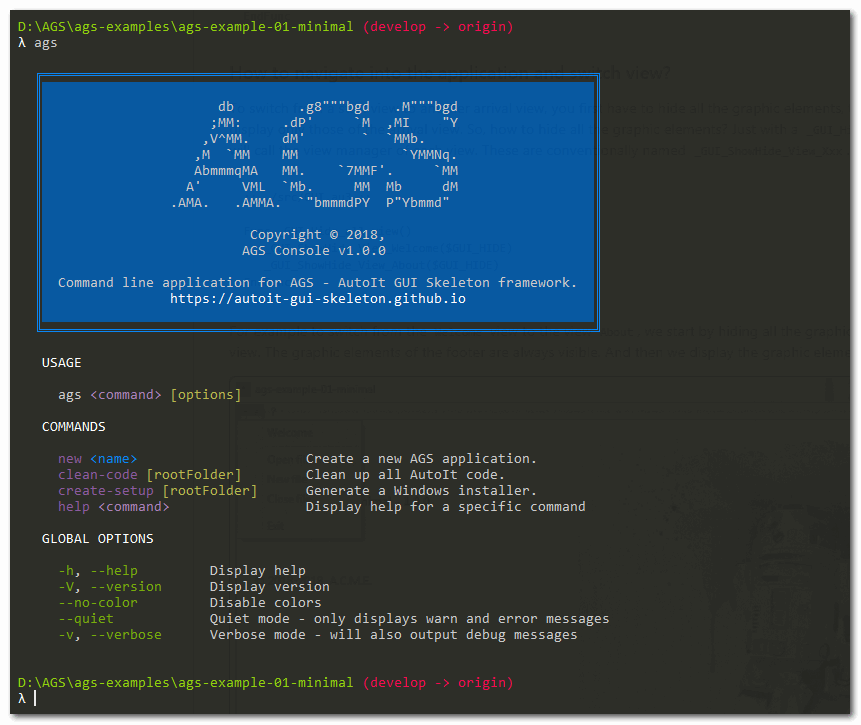 D:\AGS\ags-examples\ags-example-01-minimal (develop -> origin)
λ ags
      db        .g8"""bgd   .M"""bgd
     ;MM:     .dP'     `M  ,MI    "Y
    ,V^MM.    dM'       `  `MMb.
   ,M  `MM    MM             `YMMNq.
   AbmmmqMA   MM.    `7MMF'.     `MM
  A'     VML  `Mb.     MM  Mb     dM
.AMA.   .AMMA.  `"bmmmdPY  P"Ybmmd"
Copyright © 2018,
AGS Console v1.0.0
Command line application for AGS - AutoIt GUI Skeleton framework.
https://autoit-gui-skeleton.github.io
USAGE
ags <command> [options]
COMMANDS
new <name> Create a new AGS application.
clean-code [rootFolder] Clean up all AutoIt code.
create-setup [rootFolder] Generate a Windows installer.
help <command> Display help for a specific command
GLOBAL OPTIONS
-h, --help Display help
-V, --version Display version
--no-color Disable colors
--quiet Quiet mode - only displays warn and error messages
-v, --verbose Verbose mode - will also output debug messages
D:\AGS\ags-examples\ags-example-01-minimal (develop -> origin)
λ